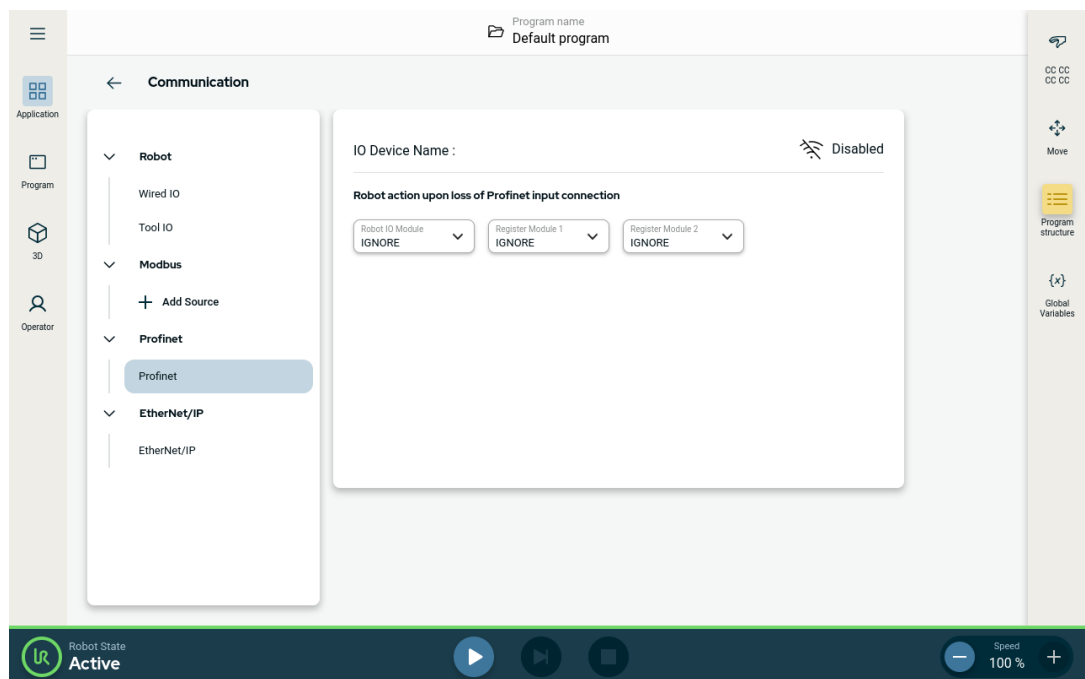 Program name
Default program
Communication
Application
Program
3D
Operator
Robot
Wired IO
Tool IO
Modbus
Add Source
Profinet
Profinet
EtherNet/IP
EtherNet/IP
IO Device Name :
Disabled
Robot action upon loss of Profinet input connection
Robot IO Module
IGNORE
Register Module 1
IGNORE
Register Module 2
IGNORE
CC CC
CC CC
Move
Program
structure
{x}
Global
Variables
UR
Robot State
Active
Speed
100 %